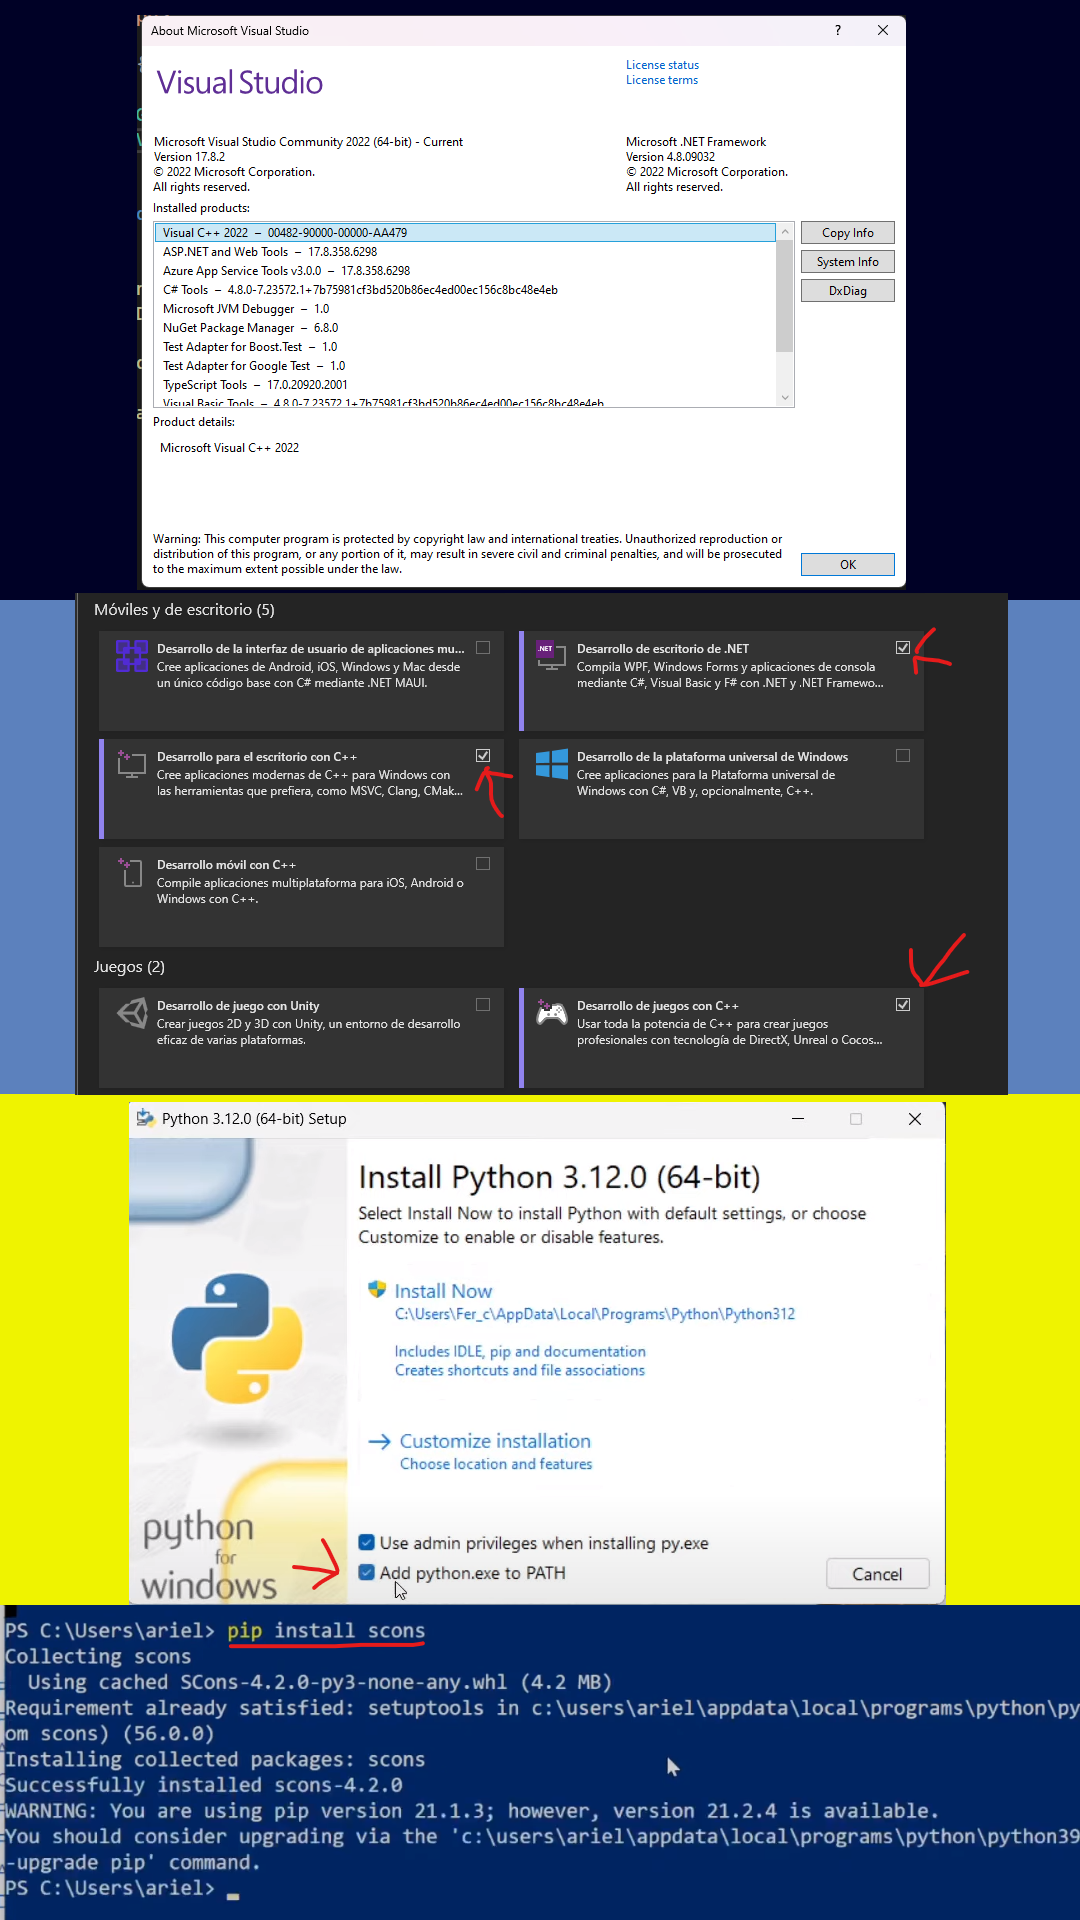 About Microsoft Visual Studio
?
Visual Studio
License status
License terms
Microsoft Visual Studio Community 2022 (64-bit) - Current
Version 17.8.2
© 2022 Microsoft Corporation.
All rights reserved.
Microsoft .NET Framework
Version 4.8.09032
© 2022 Microsoft Corporation.
All rights reserved.
Installed products:
Visual C++ 2022 – 00482-90000-00000-AA479
ASP.NET and Web Tools – 17.8.358.6298
Azure App Service Tools v3.0.0 – 17.8.358.6298
C# Tools – 4.8.0-7.23572.1+7b75981cf3bd520b86ec4ed00ec156c8bc48e4eb
Microsoft JVM Debugger – 1.0
NuGet Package Manager – 6.8.0
Test Adapter for Boost.Test – 1.0
Test Adapter for Google Test – 1.0
TypeScript Tools – 17.0.20920.2001
Visual Basic Tools – 4.8.0-7.23572.1+7b75981cf3bd520b86ec4ed00ec156c8bc48e4eb
Copy Info
System Info
DxDiag
Product details:
Microsoft Visual C++ 2022
Warning: This computer program is protected by copyright law and international treaties. Unauthorized reproduction or
distribution of this program, or any portion of it, may result in severe civil and criminal penalties, and will be prosecuted
to the maximum extent possible under the law.
OK
Móviles y de escritorio (5)
Desarrollo de la interfaz de usuario de aplicaciones mu...
Cree aplicaciones de Android, iOS, Windows y Mac desde
un único código base con C# mediante .NET MAUI.
.NET
Desarrollo de escritorio de .NET
Compila WPF, Windows Forms y aplicaciones de consola
mediante C#, Visual Basic y F# con .NET y .NET Framewo...
Desarrollo para el escritorio con C++
Cree aplicaciones modernas de C++ para Windows con
las herramientas que prefiera, como MSVC, Clang, CMak...
Desarrollo de la plataforma universal de Windows
Cree aplicaciones para la Plataforma universal de
Windows con C#, VB y, opcionalmente, C++.
Desarrollo móvil con C++
Compile aplicaciones multiplataforma para iOS, Android o
Windows con C++.
Juegos (2)
Desarrollo de juego con Unity
Crear juegos 2D y 3D con Unity, un entorno de desarrollo
eficaz de varias plataformas.
Desarrollo de juegos con C++
Usar toda la potencia de C++ para crear juegos
profesionales con tecnología de DirectX, Unreal o Cocos...
Python 3.12.0 (64-bit) Setup
Install Python 3.12.0 (64-bit)
Select Install Now to install Python with default settings, or choose
Customize to enable or disable features.
Install Now
C:\Users\Fer_c\AppData\Local\Programs\Python\Python312
Includes IDLE, pip and documentation
Creates shortcuts and file associations
Customize installation
Choose location and features
python
for
windows
Use admin privileges when installing py.exe
Add python.exe to PATH
Cancel
PS C:\Users\ariel> pip install scons
Collecting scons
Using cached SCons-4.2.0-py3-none-any.whl (4.2 MB)
Requirement already satisfied: setuptools in c:\users\ariel\appdata\local\programs\python\py
om scons) (56.0.0)
Installing collected packages: scons
Successfully installed scons-4.2.0
WARNING: You are using pip version 21.1.3; however, version 21.2.4 is available.
You should consider upgrading via the 'c:\users\ariel\appdata\local\programs\python\python39
-upgrade pip' command.
PS C:\Users\ariel>